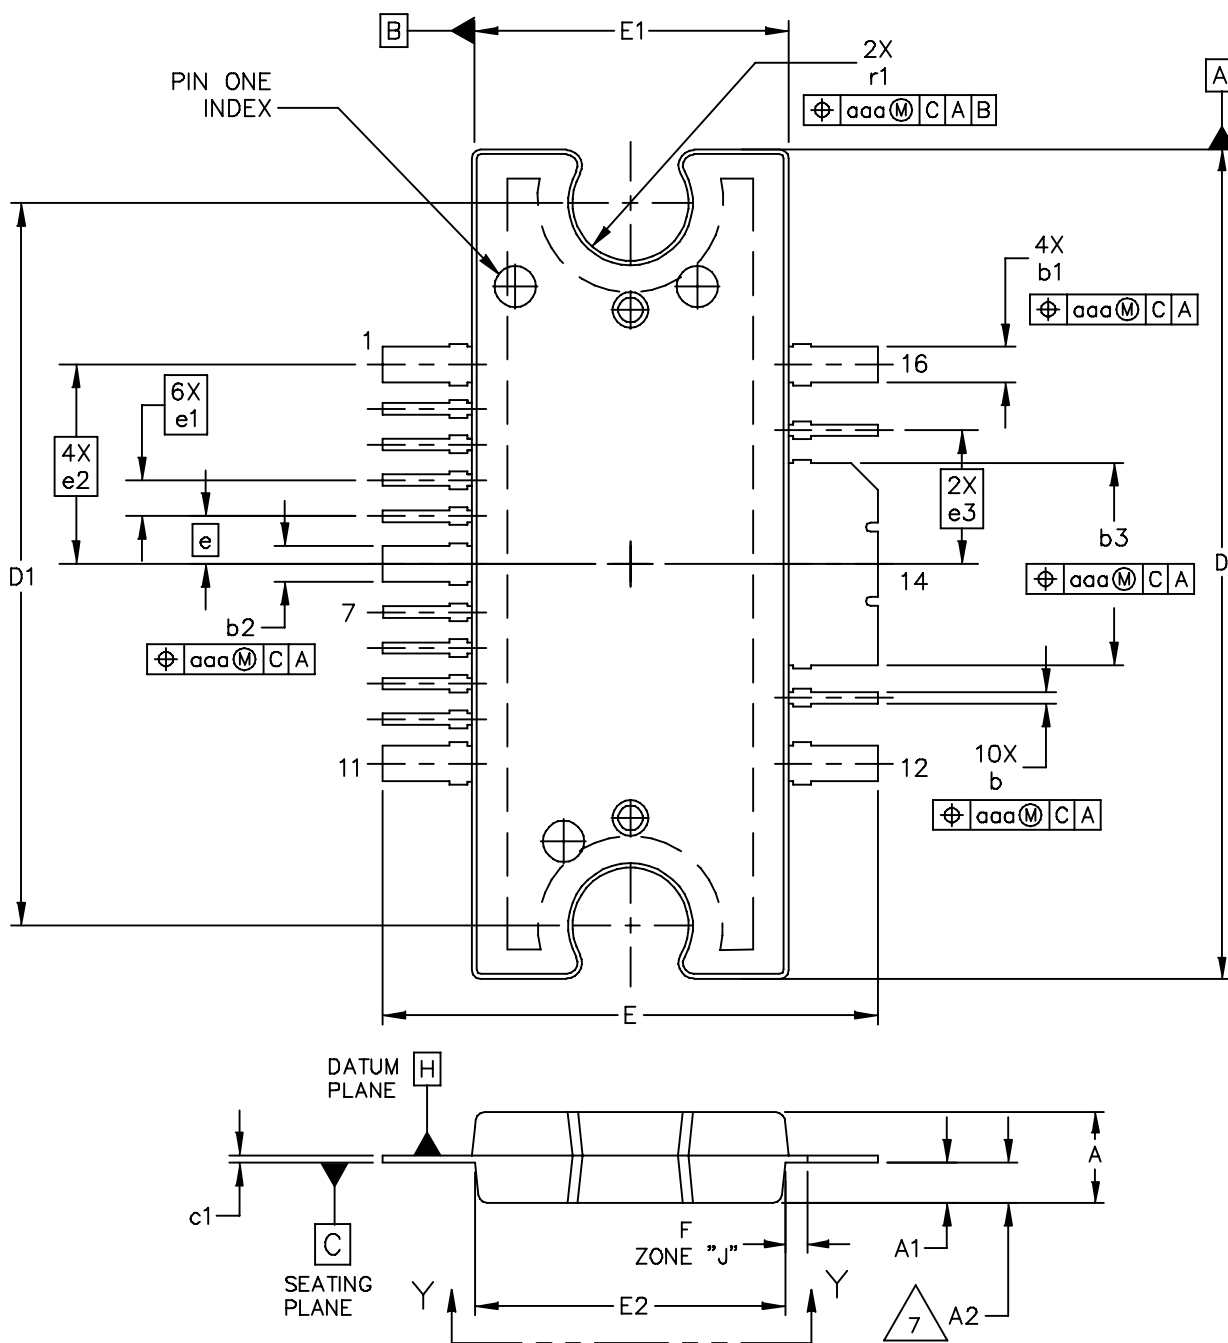 B
E1
2X
r1
⌖ aaa Ⓜ C A B
A
PIN ONE
INDEX
4X
b1
⌖ aaa Ⓜ C A
1
16
6X
e1
4X
e2
2X
e3
e
b3
D1
D
14
⌖ aaa Ⓜ C A
7
b2
⌖ aaa Ⓜ C A
11
12
10X
b
⌖ aaa Ⓜ C A
E
DATUM
PLANE
H
A
c1
C
F
ZONE "J"
A1
SEATING
PLANE
Y
Y
E2
7
A2